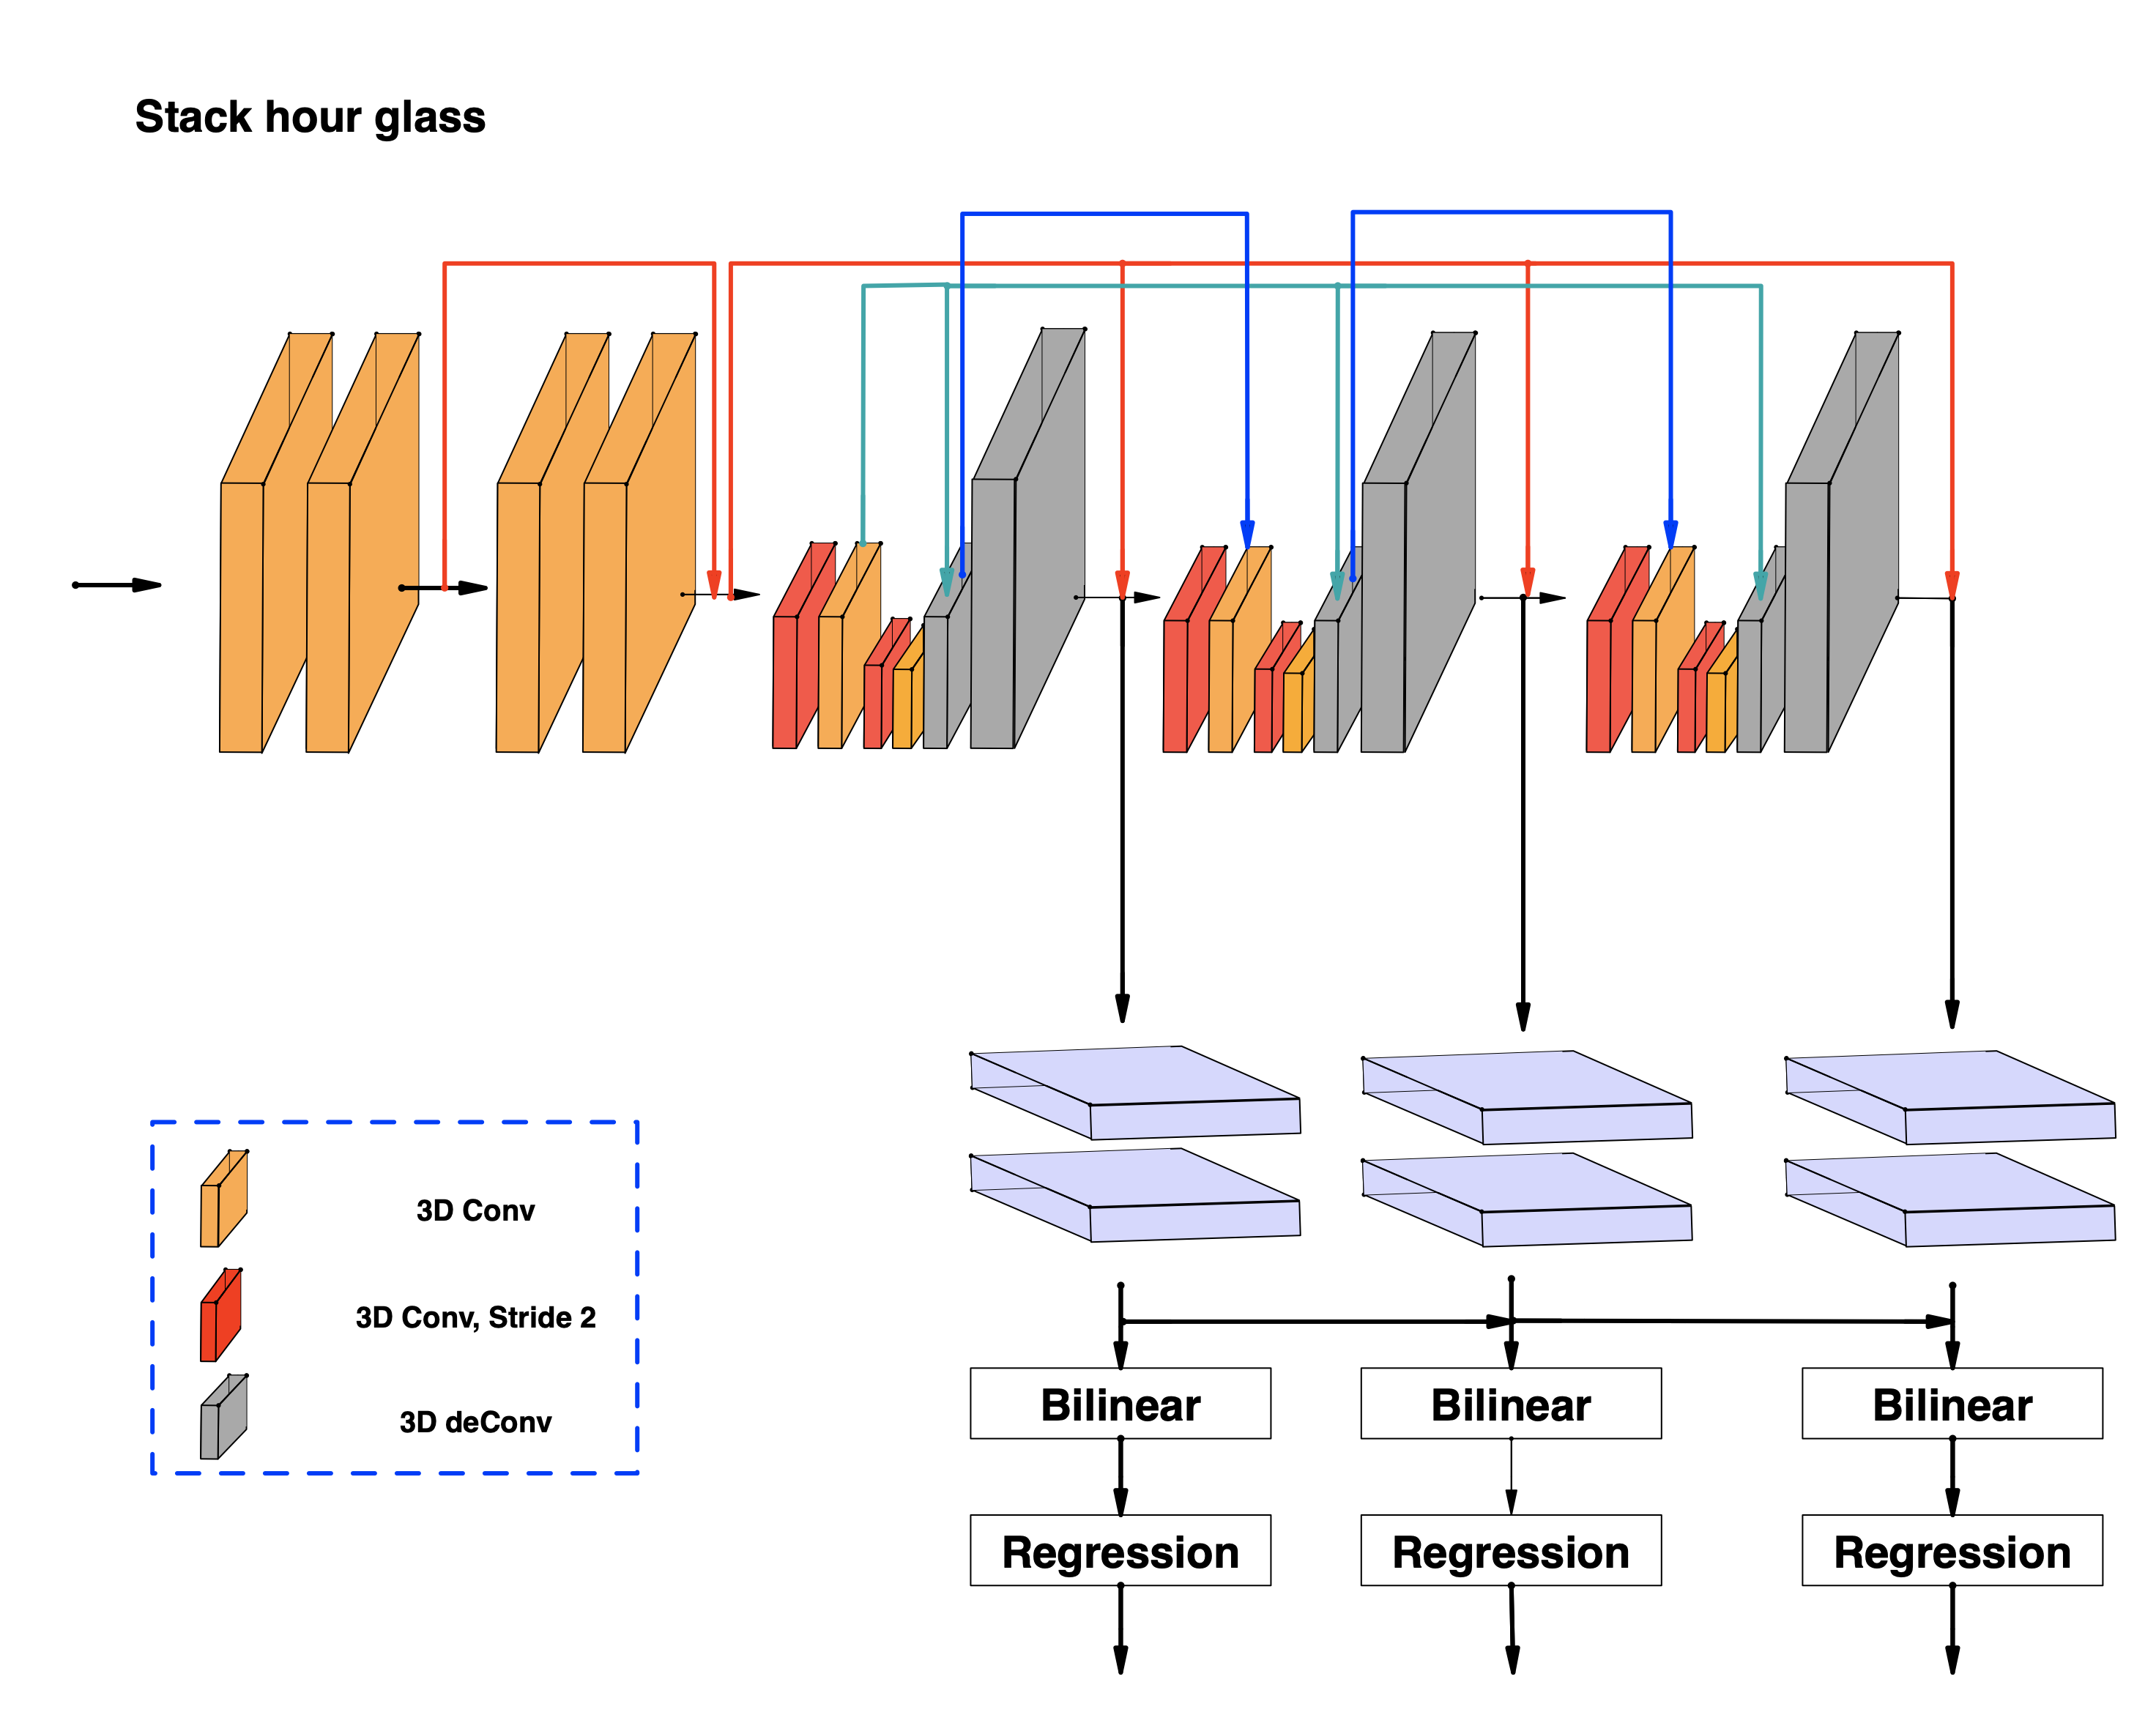 Stack hour glass
3D Conv
3D Conv, Stride 2
3D deConv
Bilinear
Bilinear
Bilinear
Regression
Regression
Regression